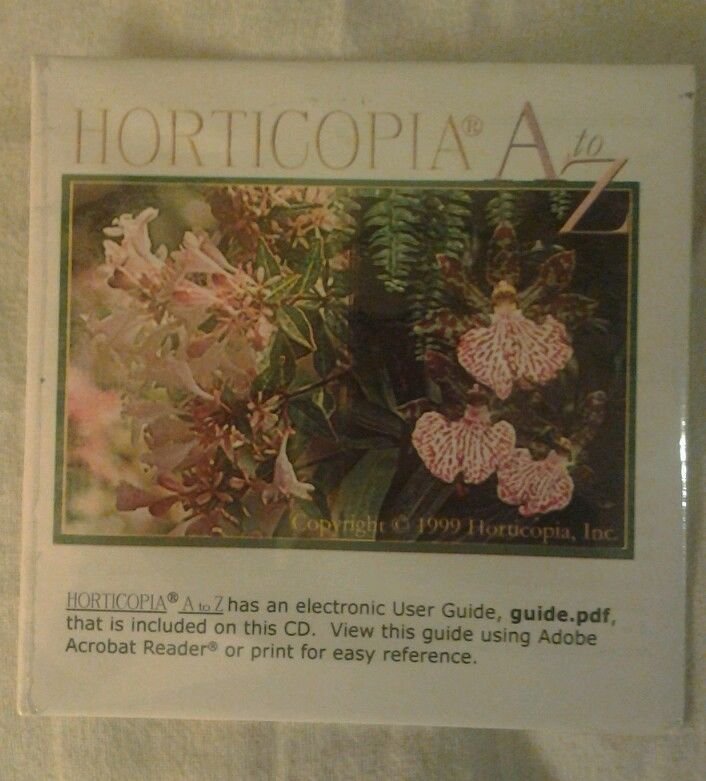 HORTICOPIA® A to Z
Copyright © 1999 Horticopia, Inc.
HORTICOPIA® A to Z has an electronic User Guide, guide.pdf,
that is included on this CD. View this guide using Adobe
Acrobat Reader® or print for easy reference.